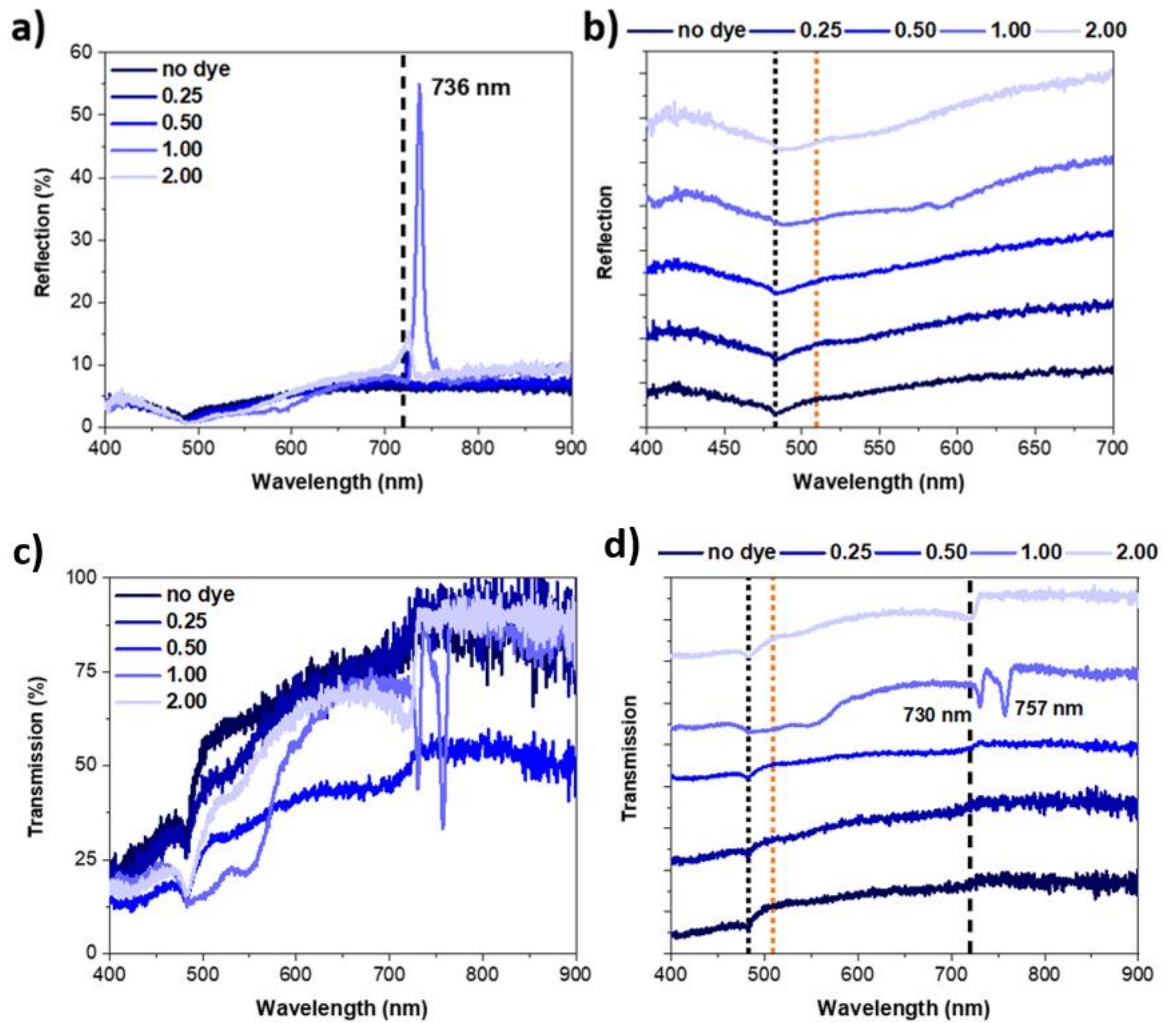 a)
60
50
40
30
20
10
0
Reflection (%)
no dye
0.25
0.50
1.00
2.00
736 nm
400 500 600 700 800 900
Wavelength (nm)
b)
no dye 0.25 0.50 1.00 2.00
Reflection
400 450 500 550 600 650 700
Wavelength (nm)
c)
100
75
50
25
0
Transmission (%)
no dye
0.25
0.50
1.00
2.00
400 500 600 700 800 900
Wavelength (nm)
d)
no dye 0.25 0.50 1.00 2.00
Transmission
730 nm 757 nm
400 500 600 700 800 900
Wavelength (nm)